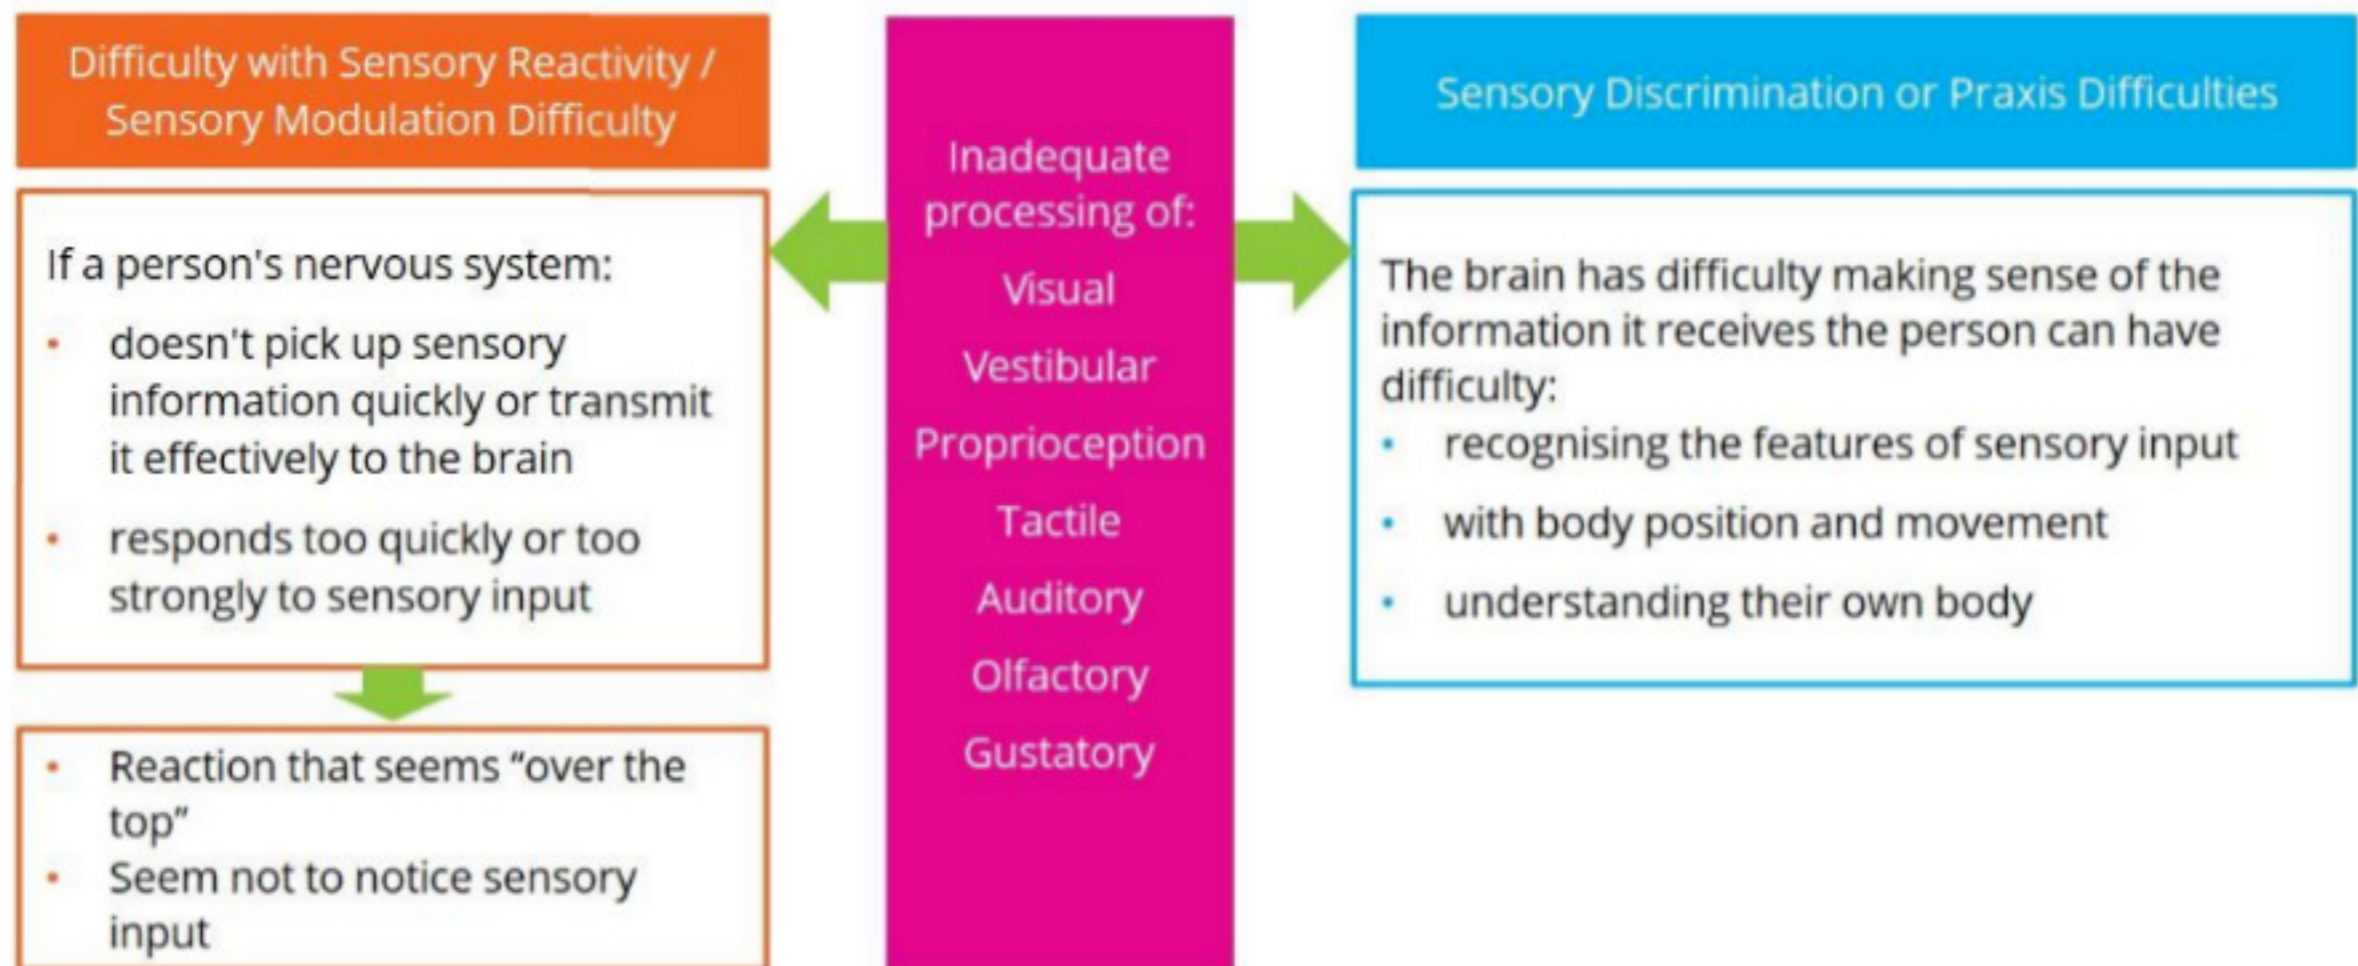 Difficulty with Sensory Reactivity /
Sensory Modulation Difficulty
If a person's nervous system:
• doesn't pick up sensory
information quickly or transmit
it effectively to the brain
• responds too quickly or too
strongly to sensory input
• Reaction that seems “over the
top”
• Seem not to notice sensory
input
Inadequate
processing of:
Visual
Vestibular
Proprioception
Tactile
Auditory
Olfactory
Gustatory
Sensory Discrimination or Praxis Difficulties
The brain has difficulty making sense of the
information it receives the person can have
difficulty:
• recognising the features of sensory input
• with body position and movement
• understanding their own body